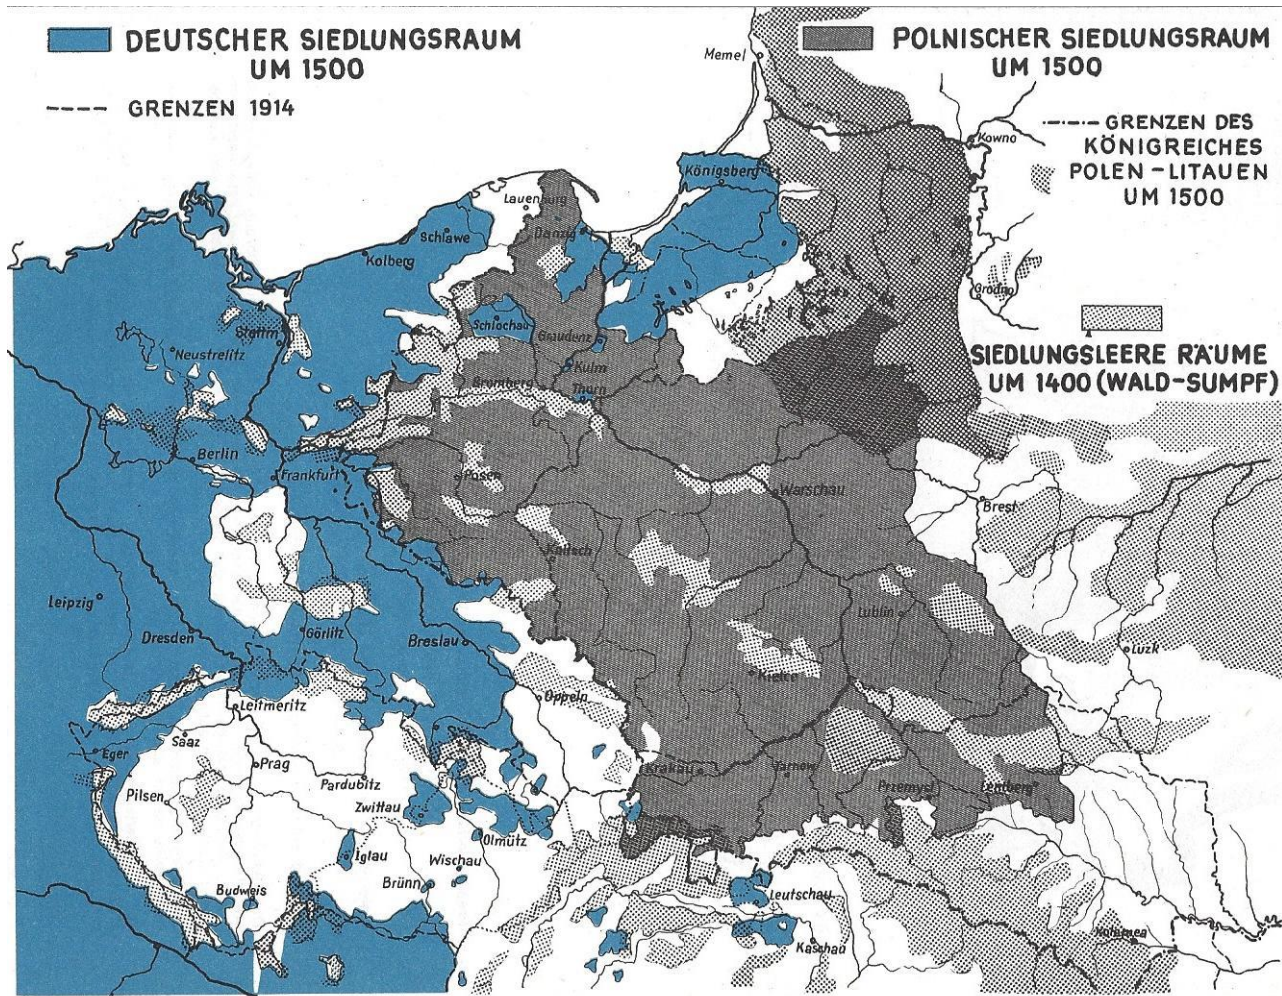 DEUTSCHER SIEDLUNGSRAUM
UM 1500
GRENZEN 1914
POLNISCHER SIEDLUNGSRAUM
UM 1500
GRENZEN DES
KÖNIGREICHES
POLEN-LITAUEN
UM 1500
SIEDLUNGSLEERE RÄUME
UM 1400 (WALD-SUMPF)
Memel
Kowno
Königsberg
Lauenburg
Schlawe
Danzig
Kolberg
Grodno
Stettin
Schlochau
Graudenz
Neustrelitz
Kulm
Bromberg
Thorn
Berlin
Frankfurt
Posen
Warschau
Brest
Kalisch
Leipzig
Lublin
Dresden
Görlitz
Breslau
Luzk
Kielce
Oppeln
Leitmeritz
Saaz
Eger
Prag
Krakau
Tarnow
Pardubitz
Przemysl
Lemberg
Pilsen
Zwittau
Olmütz
Iglau
Wischau
Brünn
Budweis
Leutschau
Kaschau
Kolomea